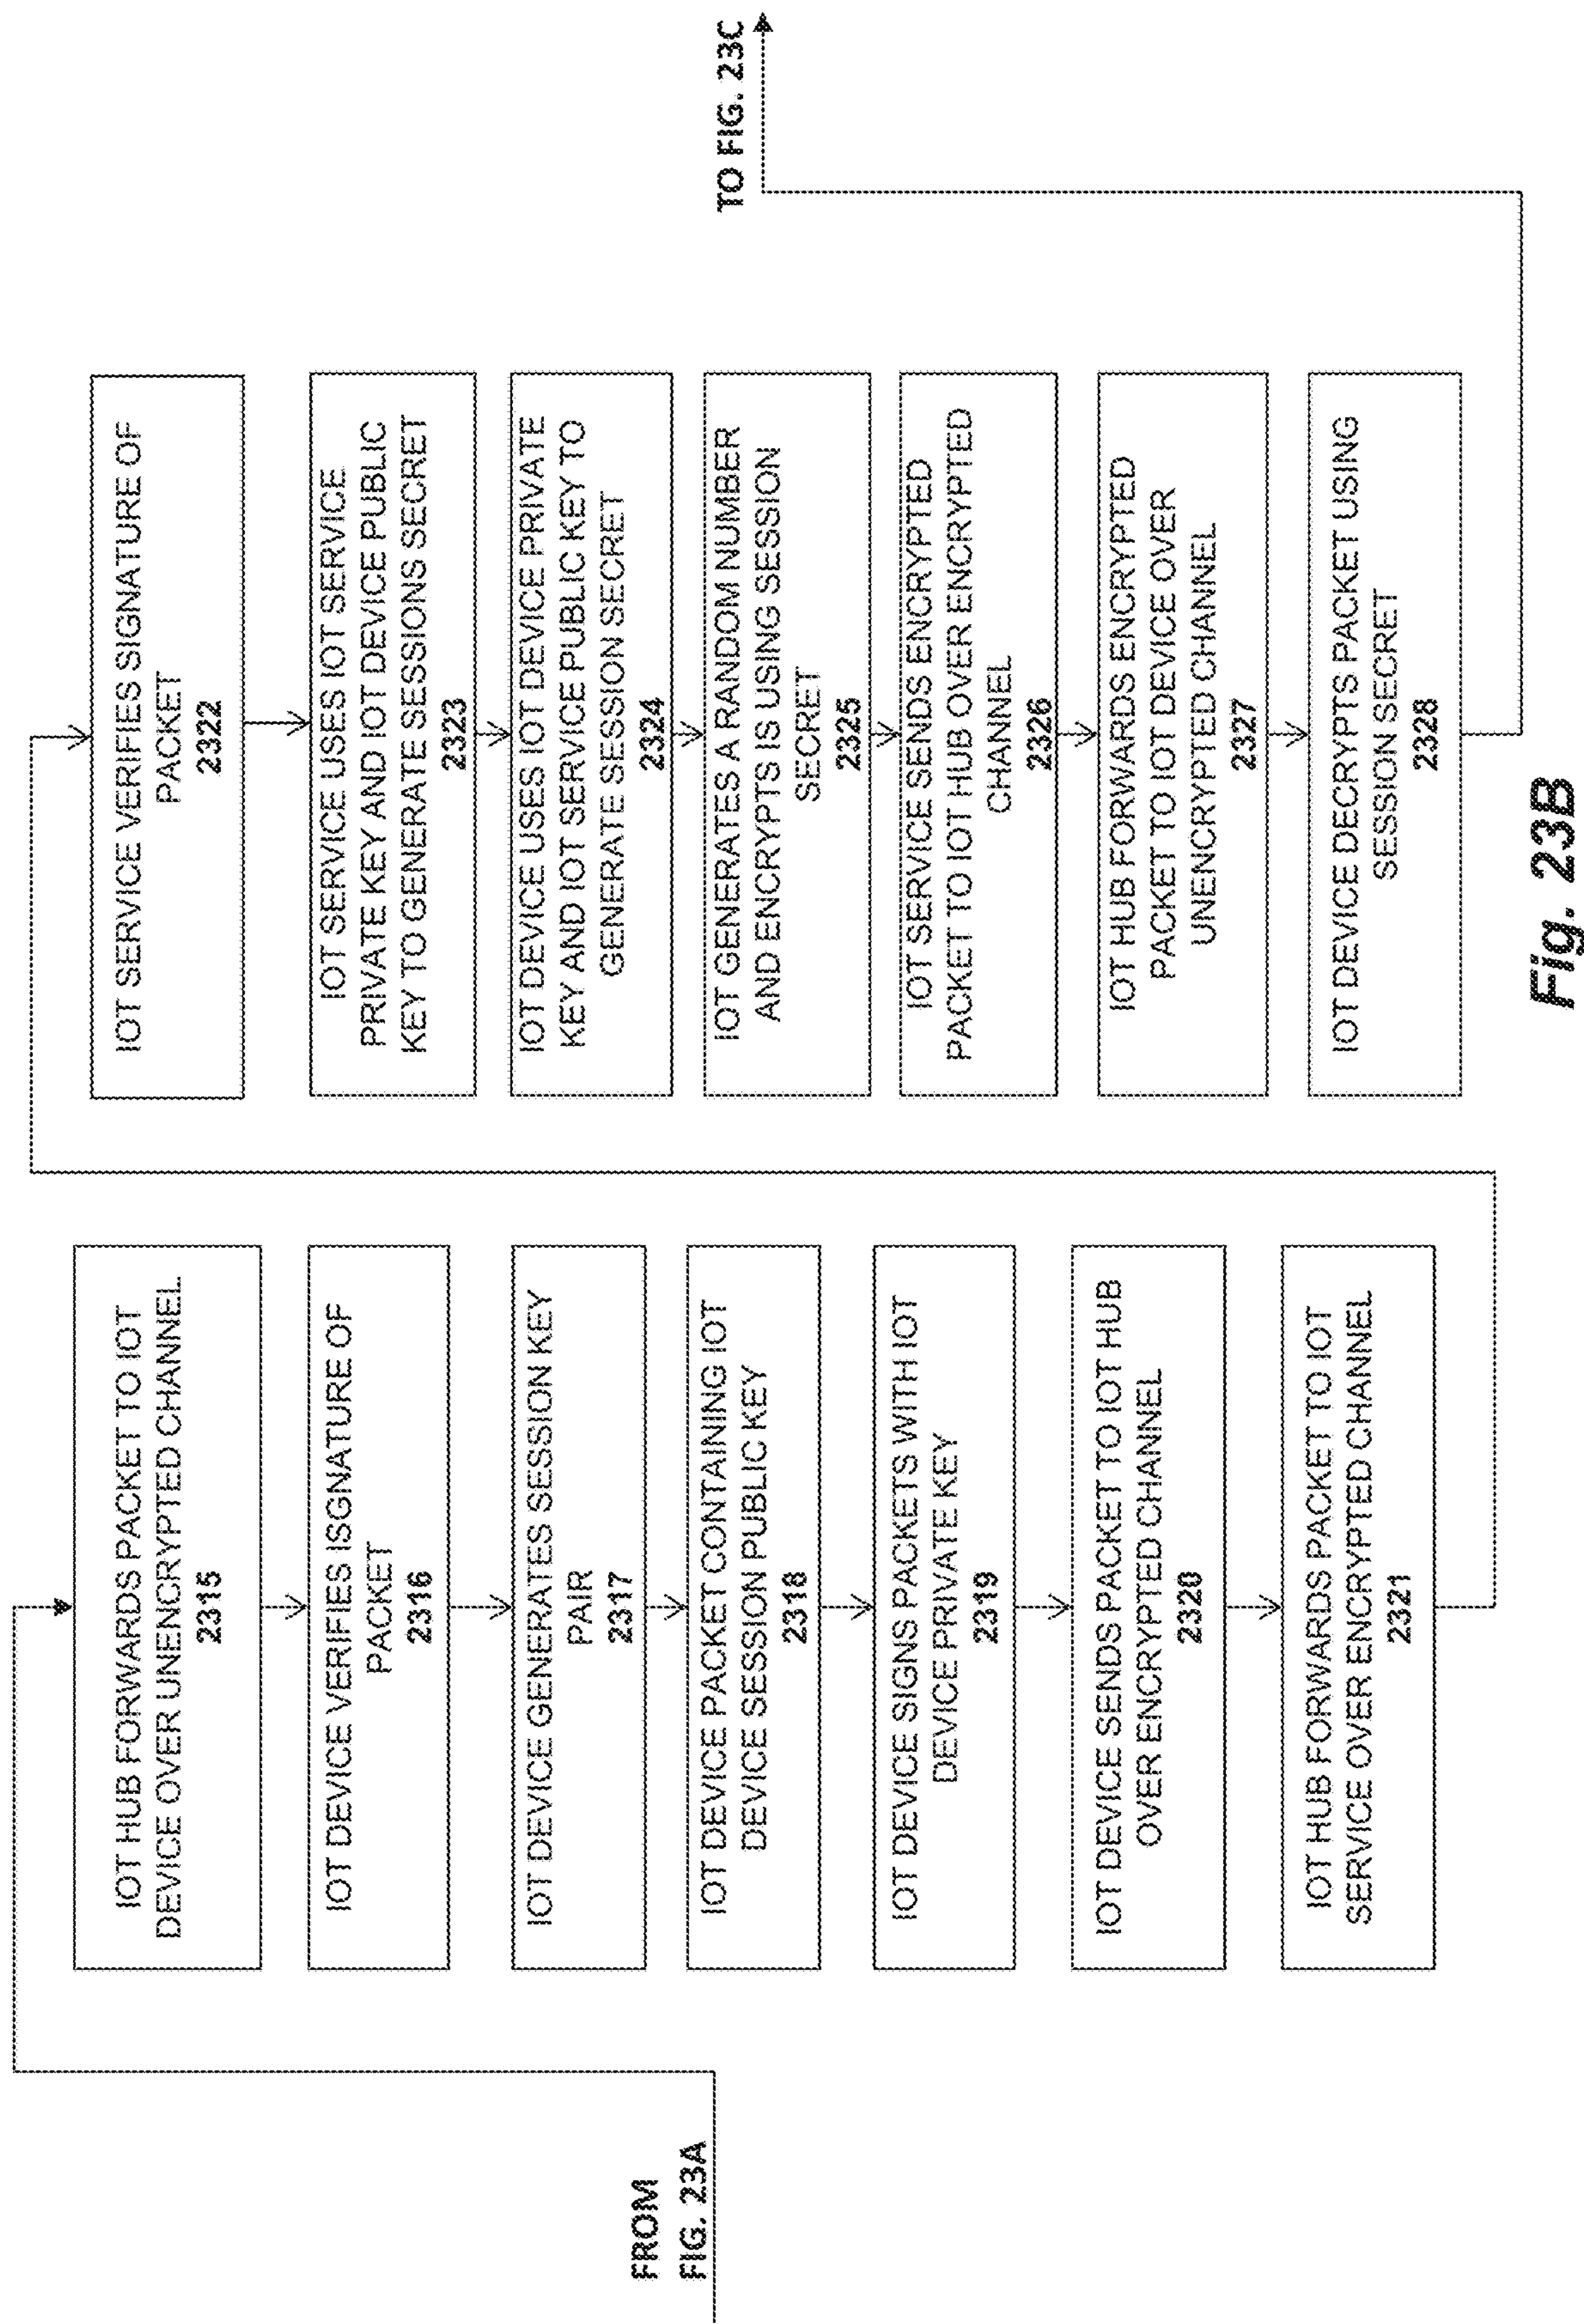 FROM
FIG. 23A
IOT HUB FORWARDS PACKET TO IOT
DEVICE OVER UNENCRYPTED CHANNEL
2315
IOT DEVICE VERIFIES ISGNATURE OF
PACKET
2316
IOT DEVICE GENERATES SESSION KEY
PAIR
2317
IOT DEVICE PACKET CONTAINING IOT
DEVICE SESSION PUBLIC KEY
2318
IOT DEVICE SIGNS PACKETS WITH IOT
DEVICE PRIVATE KEY
2319
IOT DEVICE SENDS PACKET TO IOT HUB
OVER ENCRYPTED CHANNEL
2320
IOT HUB FORWARDS PACKET TO IOT
SERVICE OVER ENCRYPTED CHANNEL
2321
IOT SERVICE VERIFIES SIGNATURE OF
PACKET
2322
IOT SERVICE USES IOT SERVICE
PRIVATE KEY AND IOT DEVICE PUBLIC
KEY TO GENERATE SESSIONS SECRET
2323
IOT DEVICE USES IOT DEVICE PRIVATE
KEY AND IOT SERVICE PUBLIC KEY TO
GENERATE SESSION SECRET
2324
IOT GENERATES A RANDOM NUMBER
AND ENCRYPTS IS USING SESSION
SECRET
2325
IOT SERVICE SENDS ENCRYPTED
PACKET TO IOT HUB OVER ENCRYPTED
CHANNEL
2326
IOT HUB FORWARDS ENCRYPTED
PACKET TO IOT DEVICE OVER
UNENCRYPTED CHANNEL
2327
IOT DEVICE DECRYPTS PACKET USING
SESSION SECRET
2328
TO FIG. 23C
Fig. 23B